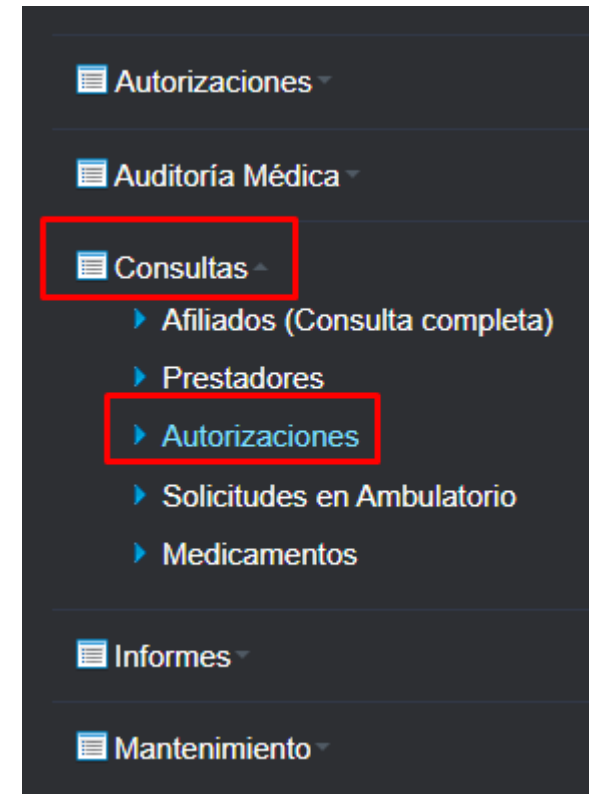 Autorizaciones
Auditoría Médica
Consultas
Afiliados (Consulta completa)
Prestadores
Autorizaciones
Solicitudes en Ambulatorio
Medicamentos
Informes
Mantenimiento